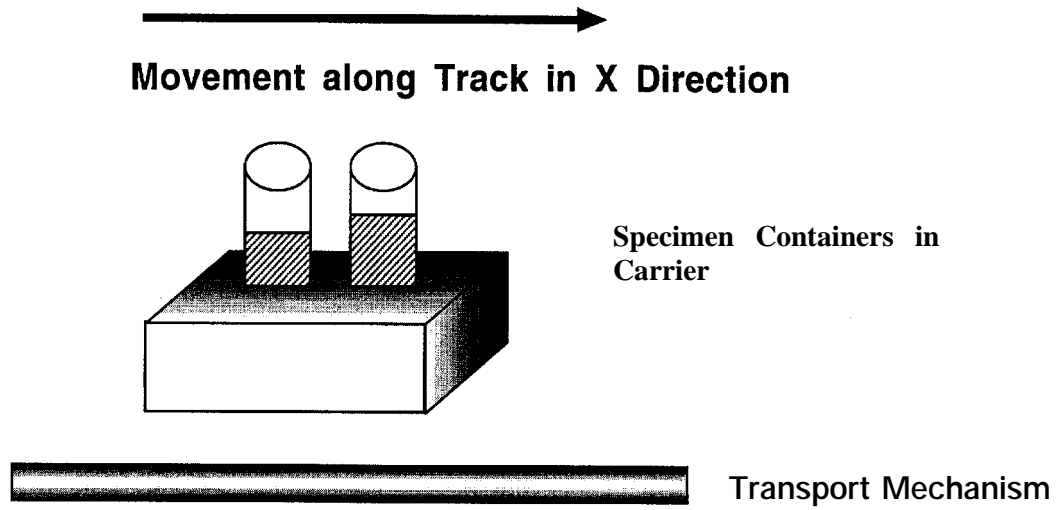 Movement along Track in X Direction
Specimen Containers in
Carrier
Transport Mechanism